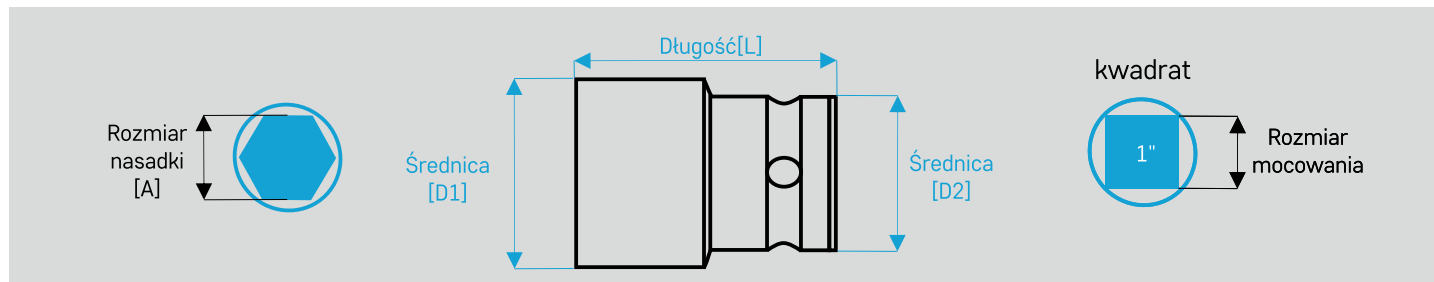 Rozmiar
nasadki
[A]
Długość[L]
Średnica
[D1]
Średnica
[D2]
kwadrat
1"
Rozmiar
mocowania